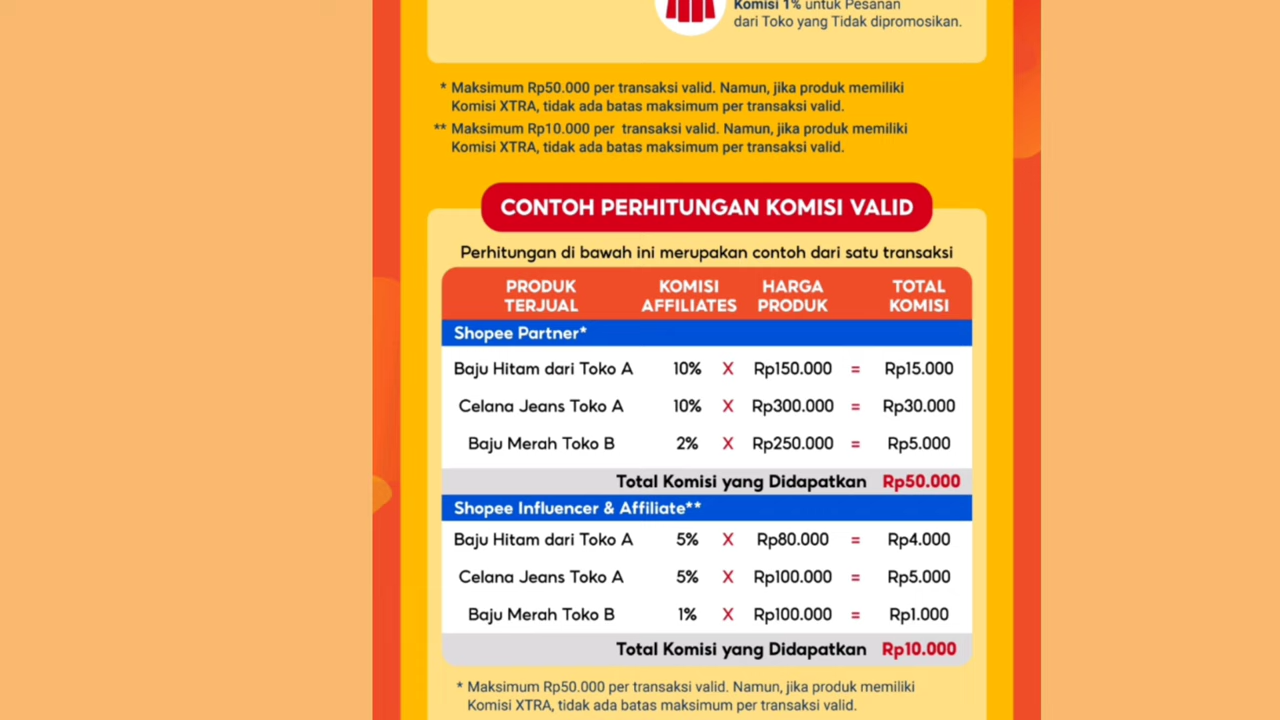 Komisi 1% untuk Pesanan
dari Toko yang Tidak dipromosikan.
* Maksimum Rp50.000 per transaksi valid. Namun, jika produk memiliki
Komisi XTRA, tidak ada batas maksimum per transaksi valid.
** Maksimum Rp10.000 per transaksi valid. Namun, jika produk memiliki
Komisi XTRA, tidak ada batas maksimum per transaksi valid.
CONTOH PERHITUNGAN KOMISI VALID
Perhitungan di bawah ini merupakan contoh dari satu transaksi
PRODUK TERJUAL KOMISI AFFILIATES HARGA PRODUK TOTAL KOMISI
Shopee Partner*
Baju Hitam dari Toko A 10% X Rp150.000 = Rp15.000
Celana Jeans Toko A 10% X Rp300.000 = Rp30.000
Baju Merah Toko B 2% X Rp250.000 = Rp5.000
Total Komisi yang Didapatkan Rp50.000
Shopee Influencer & Affiliate**
Baju Hitam dari Toko A 5% X Rp80.000 = Rp4.000
Celana Jeans Toko A 5% X Rp100.000 = Rp5.000
Baju Merah Toko B 1% X Rp100.000 = Rp1.000
Total Komisi yang Didapatkan Rp10.000
* Maksimum Rp50.000 per transaksi valid. Namun, jika produk memiliki
Komisi XTRA, tidak ada batas maksimum per transaksi valid.